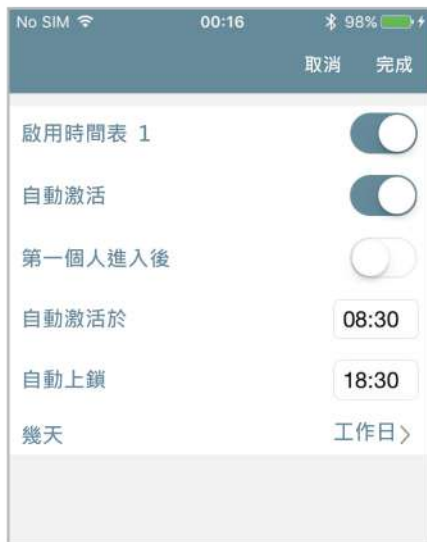 No SIM 00:16 98%
取消 完成
啟用時間表 1
自動激活
第一個人進入後
自動激活於 08:30
自動上鎖 18:30
幾天 工作日